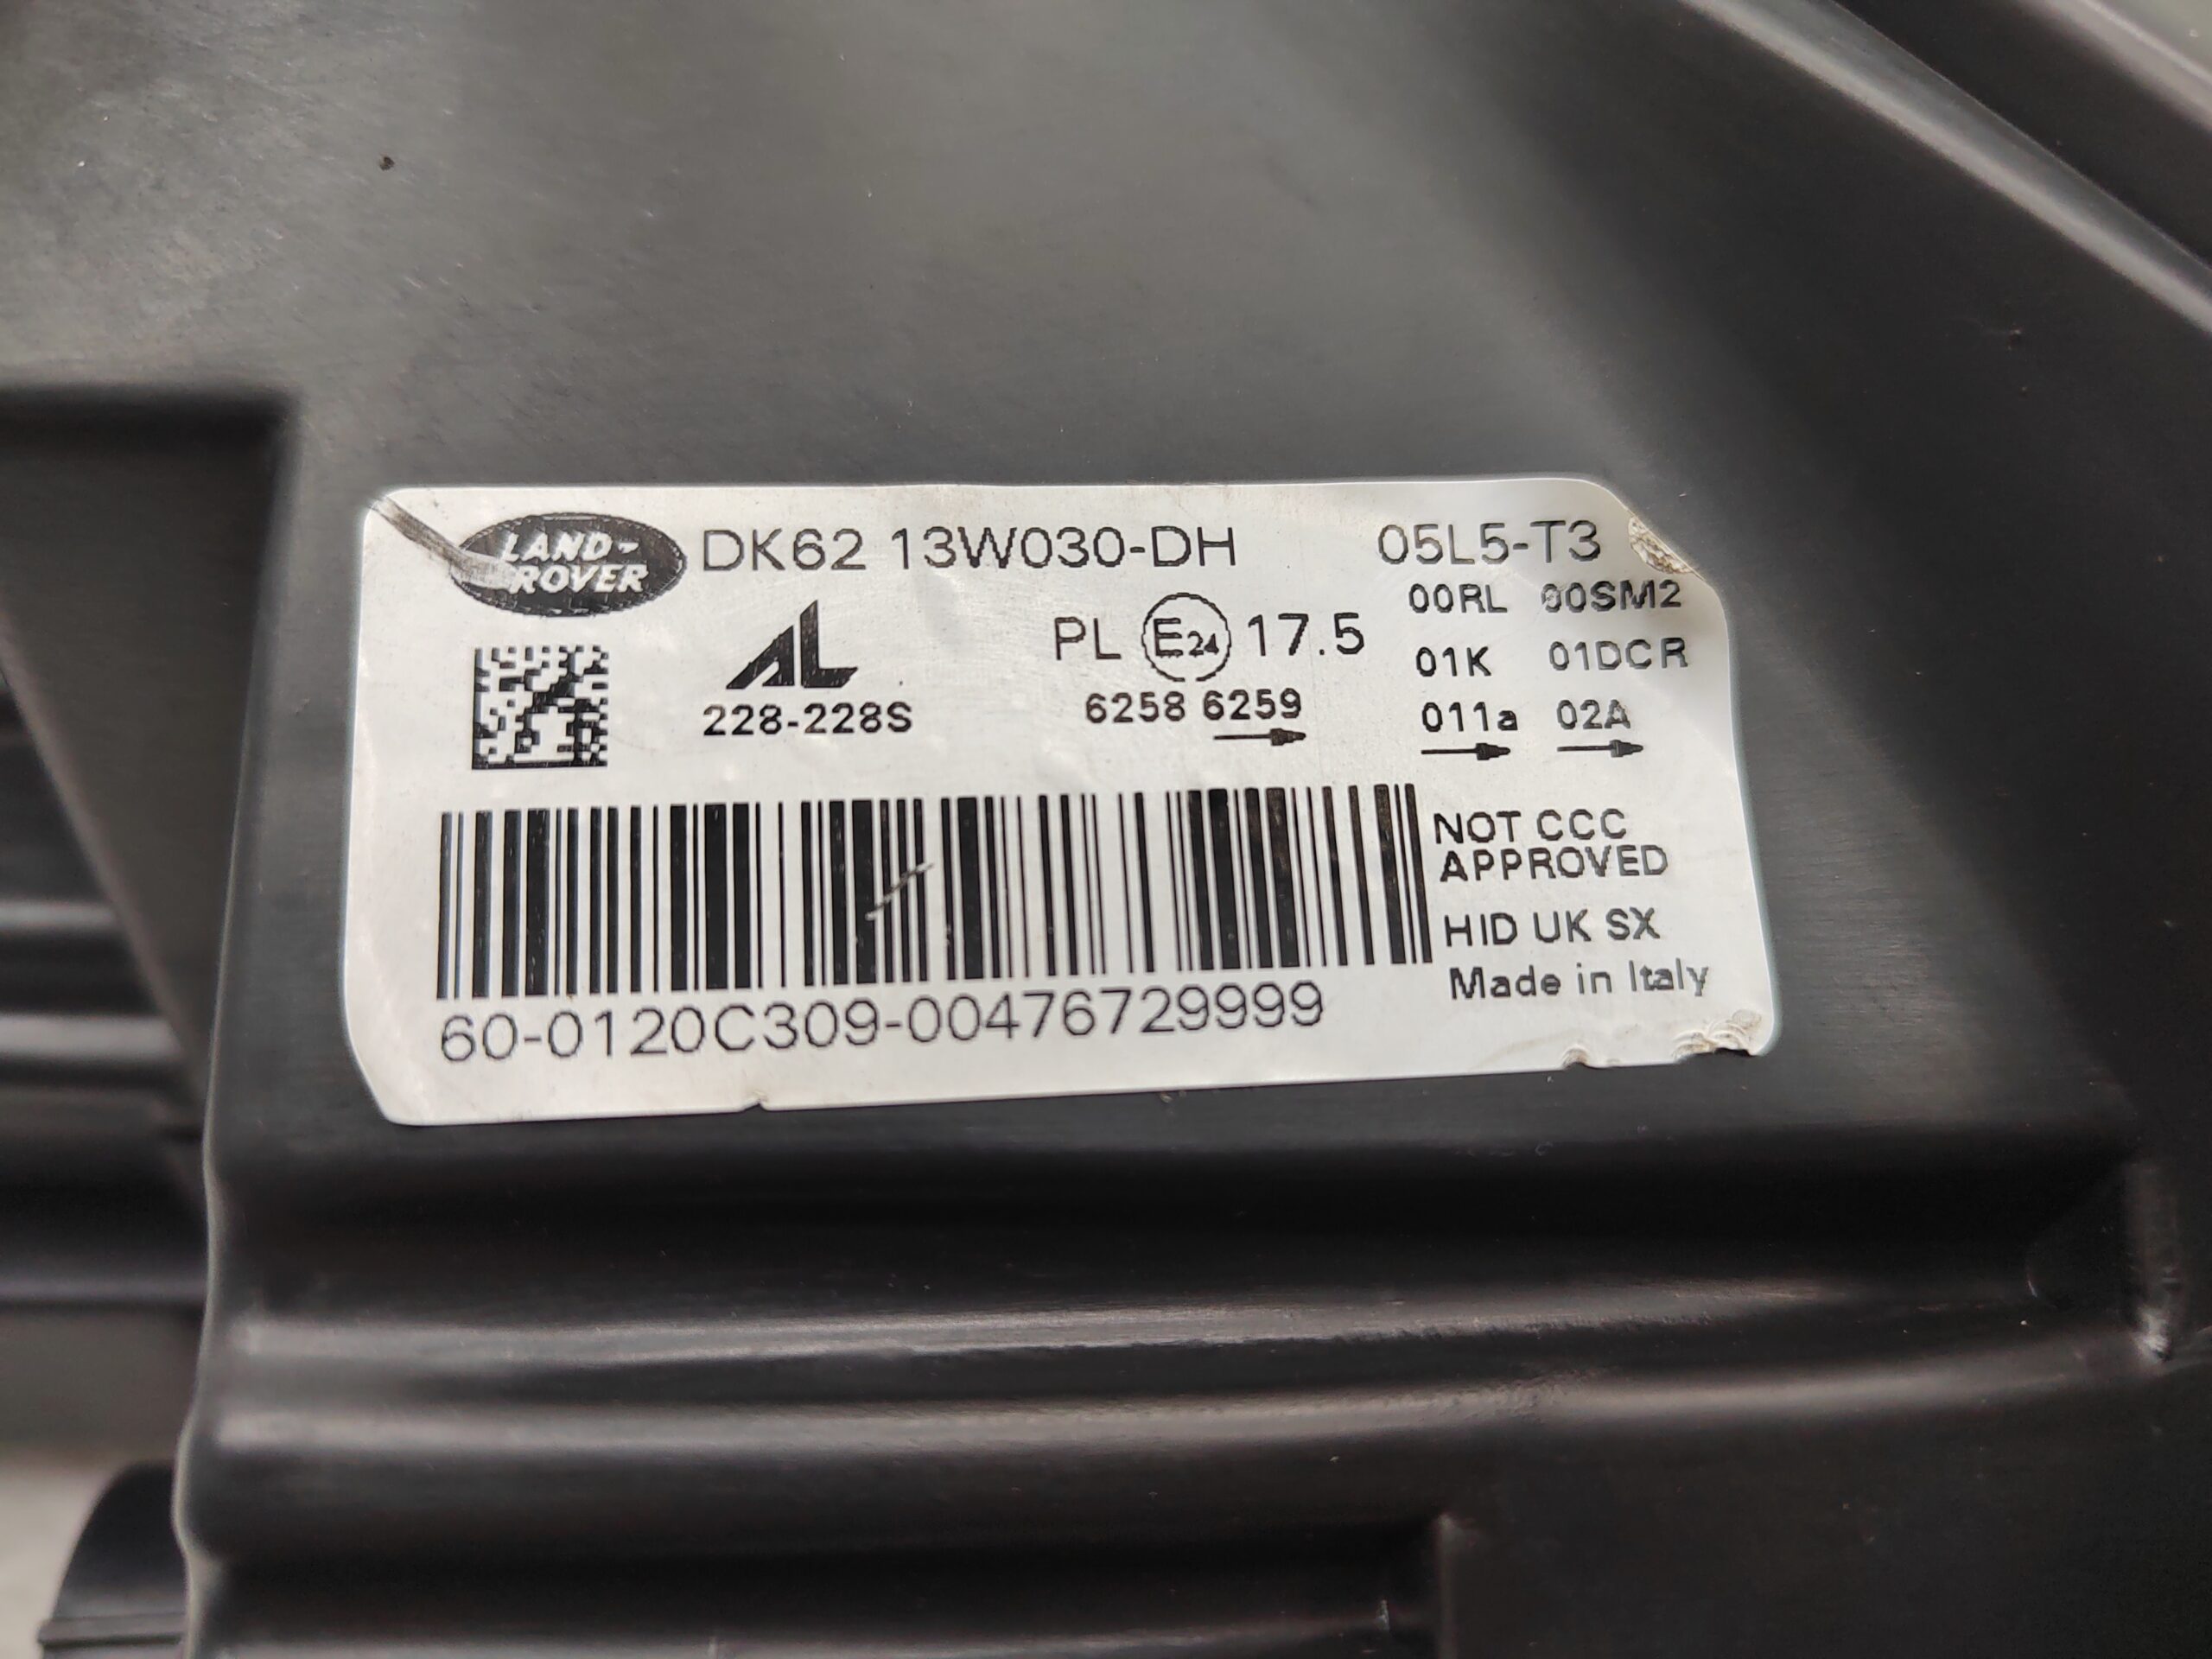 LAND-
ROVER
DK62 13W030-DH 05L5-T3
00RL 00SM2
AL PL E24 17.5
01K 01DCR
228-228S 6258 6259 011a 02A
NOT CCC
APPROVED
HID UK SX
Made in Italy
60-0120C309-00476729999